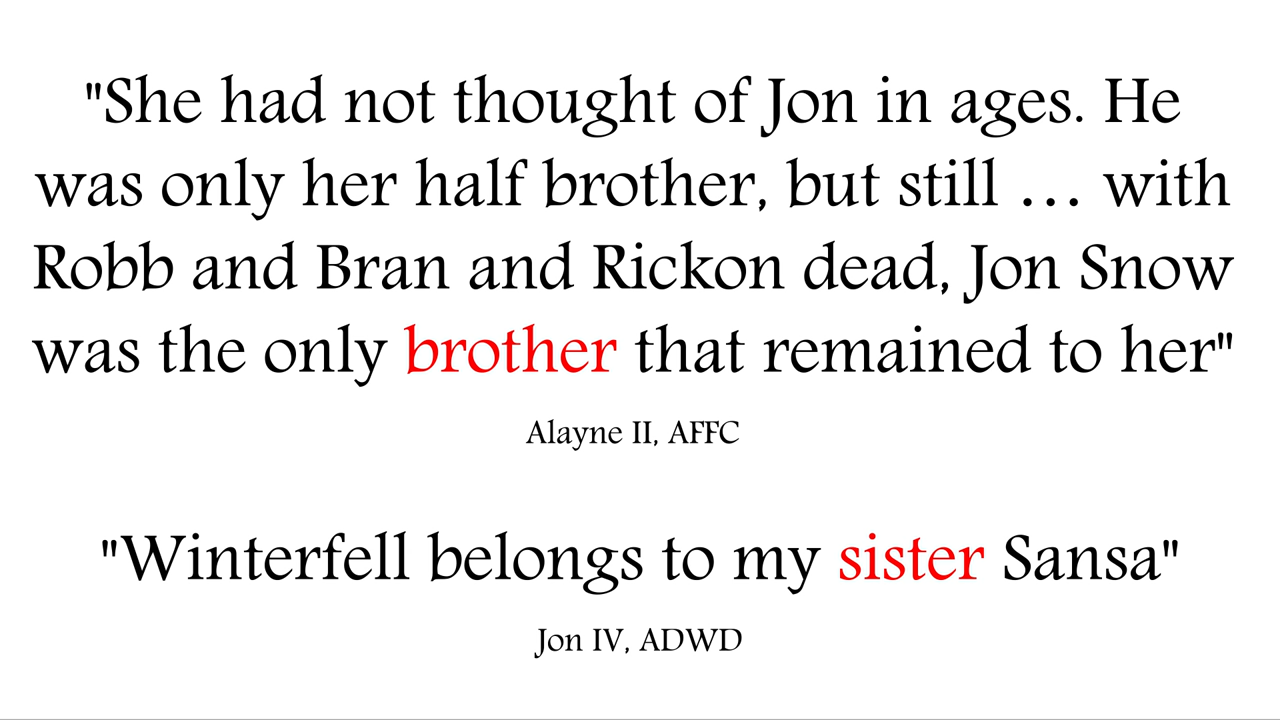 "She had not thought of Jon in ages. He
was only her half brother, but still … with
Robb and Bran and Rickon dead, Jon Snow
was the only brother that remained to her"
Alayne II, AFFC
"Winterfell belongs to my sister Sansa"
Jon IV, ADWD